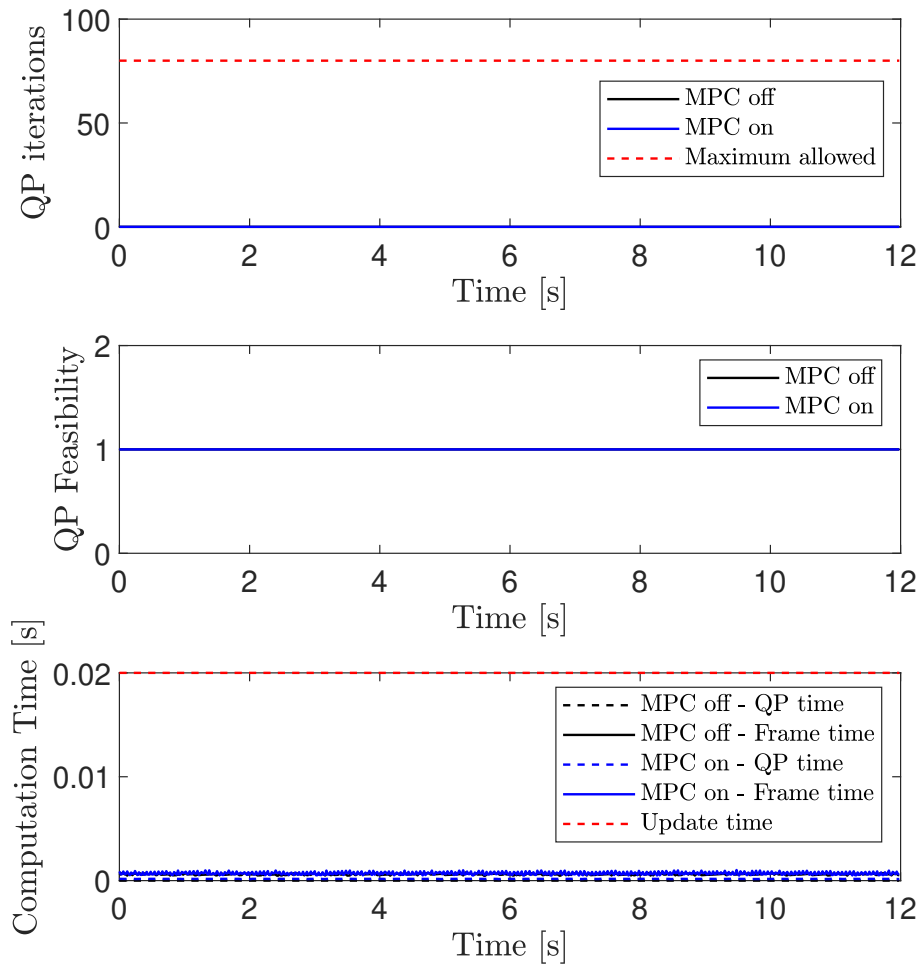 100
50
0
QP iterations
MPC off
MPC on
Maximum allowed
0 2 4 6 8 10 12
Time [s]
2
1
0
QP Feasibility
MPC off
MPC on
0 2 4 6 8 10 12
Time [s]
0.02
0.01
0
Computation Time [s]
MPC off - QP time
MPC off - Frame time
MPC on - QP time
MPC on - Frame time
Update time
0 2 4 6 8 10 12
Time [s]